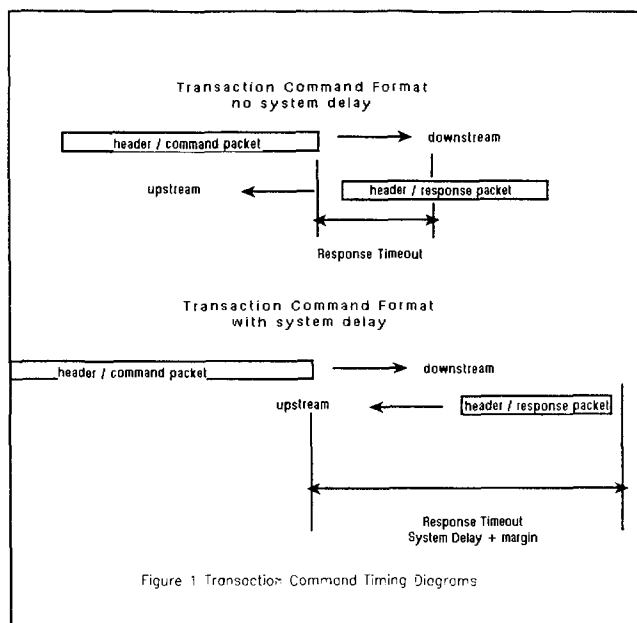 Transaction Command Format
no system delay
header / command packet
downstream
upstream
header / response packet
Response Timeout
Transaction Command Format
with system delay
header / command packet
downstream
upstream
header / response packet
Response Timeout
System Delay + margin
Figure 1 Transaction Command Timing Diagrams